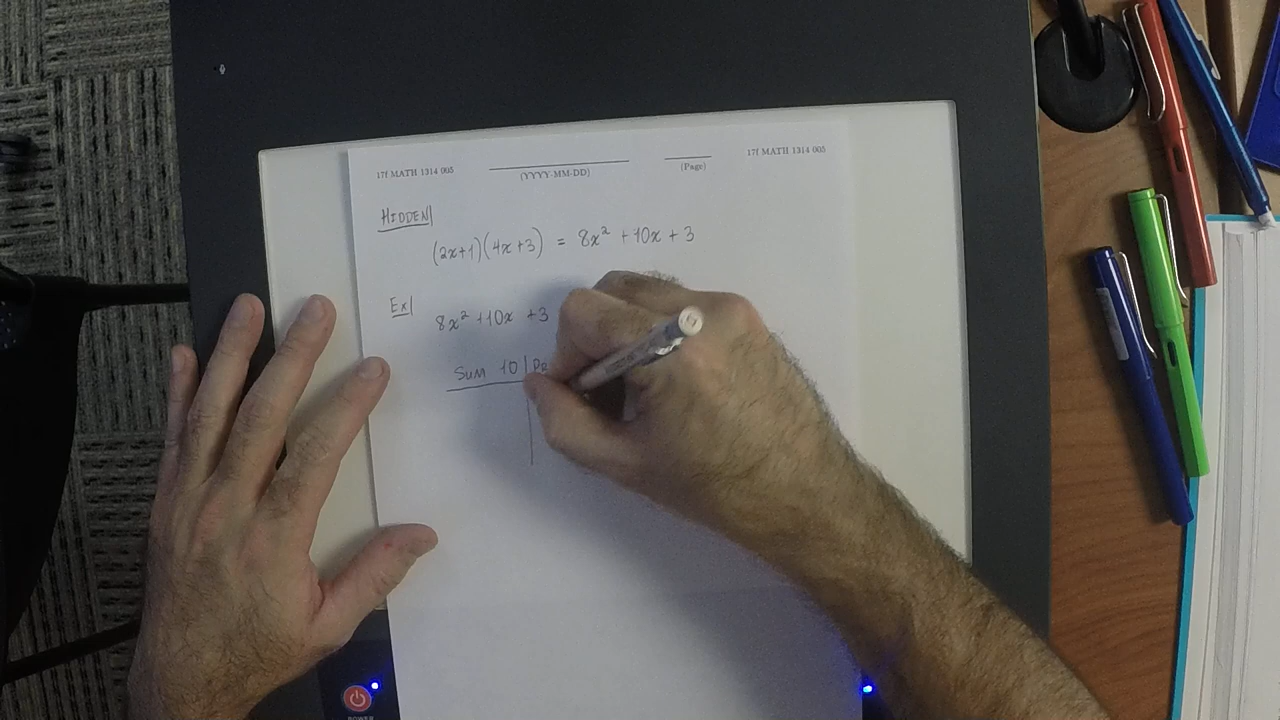 17f MATH 1314 005
(YYYY-MM-DD)
(Page)
17f MATH 1314 005
HIDDEN
(2x+1)(4x+3) = 8x² + 10x + 3
Ex
8x² + 10x + 3
Sum 10
POWER